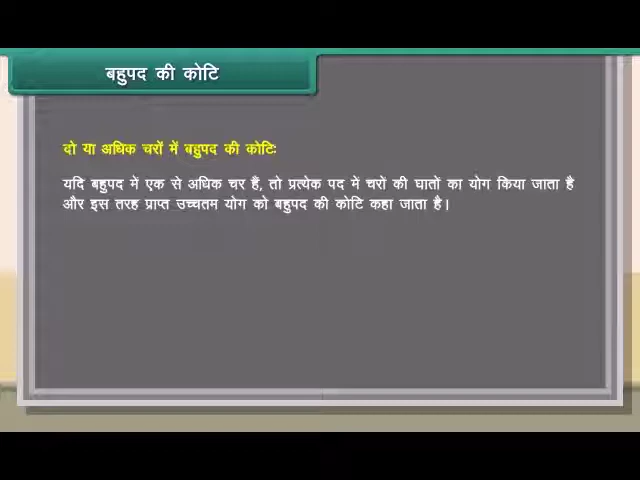 बहुपद की कोटि
दो या अधिक चरों में बहुपद की कोटिः
यदि बहुपद में एक से अधिक चर हैं, तो प्रत्येक पद में चरों की घातों का योग किया जाता है
और इस तरह प्राप्त उच्चतम योग को बहुपद की कोटि कहा जाता है।